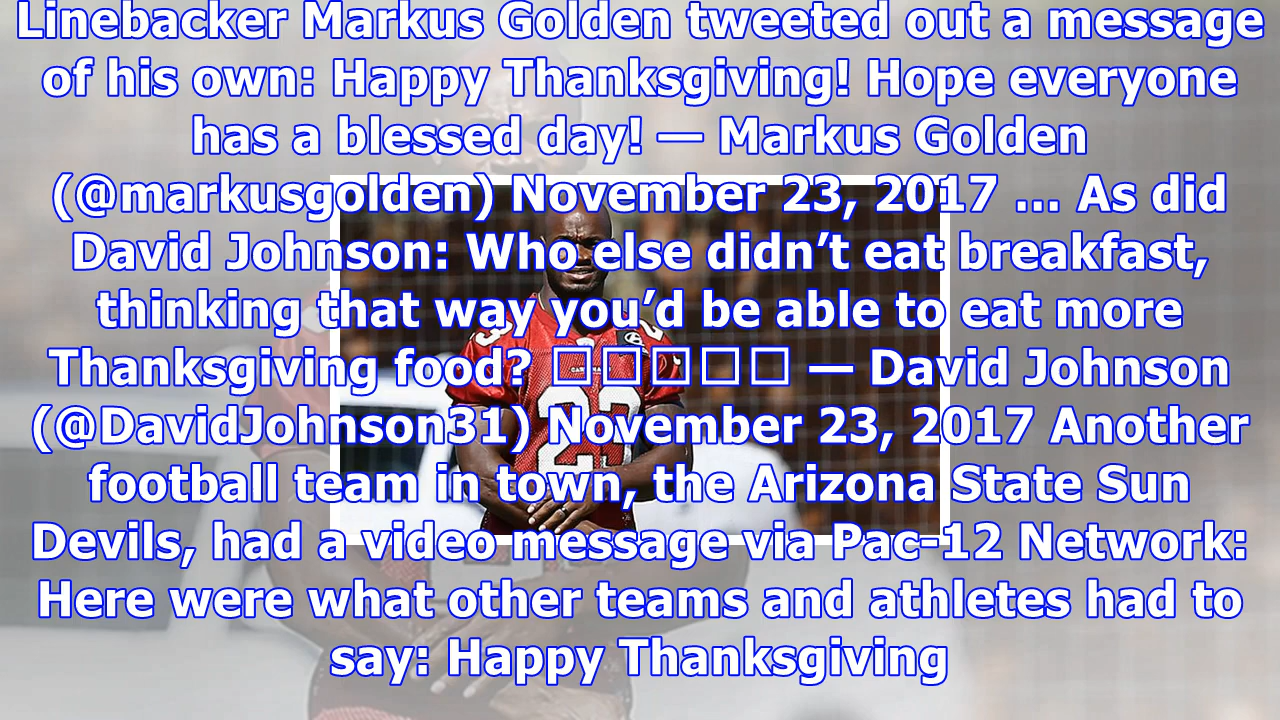 Linebacker Markus Golden tweeted out a message
of his own: Happy Thanksgiving! Hope everyone
has a blessed day! — Markus Golden
(@markusgolden) November 23, 2017 ... As did
David Johnson: Who else didn’t eat breakfast,
thinking that way you’d be able to eat more
Thanksgiving food? □□□□□ — David Johnson
(@DavidJohnson31) November 23, 2017 Another
football team in town, the Arizona State Sun
Devils, had a video message via Pac-12 Network:
Here were what other teams and athletes had to
say: Happy Thanksgiving
23